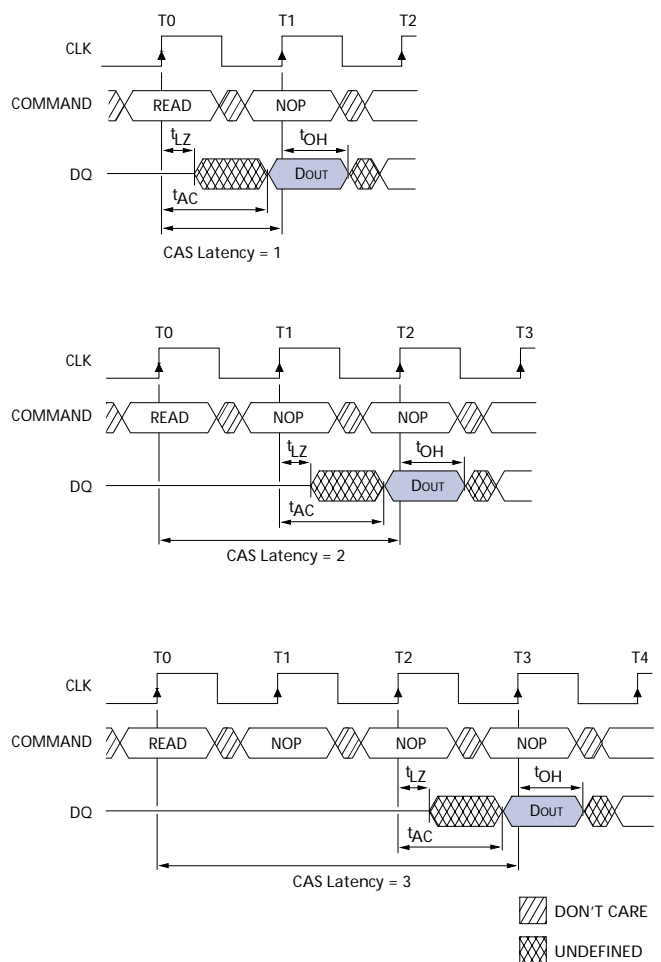 T0 T1 T2
CLK
COMMAND READ NOP
tLZ tOH
DQ DOUT
tAC
CAS Latency = 1
T0 T1 T2 T3
CLK
COMMAND READ NOP NOP
tLZ tOH
DQ DOUT
tAC
CAS Latency = 2
T0 T1 T2 T3 T4
CLK
COMMAND READ NOP NOP NOP
tLZ tOH
DQ DOUT
tAC
CAS Latency = 3
DON'T CARE
UNDEFINED